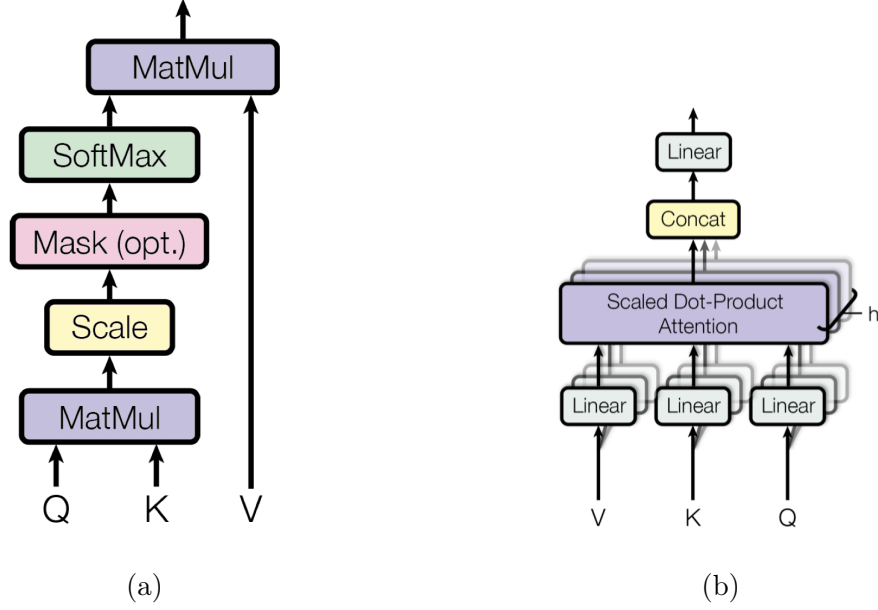 MatMul
SoftMax
Mask (opt.)
Scale
MatMul
Q K V
(a)
Linear
Concat
Scaled Dot-Product
Attention
h
Linear Linear Linear
V K Q
(b)